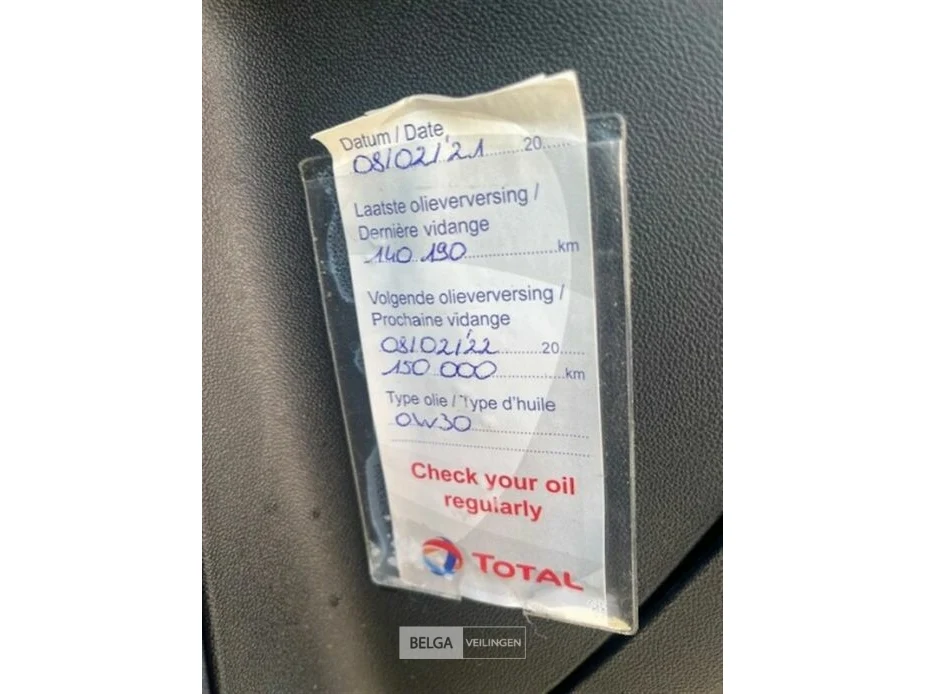 Datum / Date
08/02/'21 20
Laatste olieverversing /
Dernière vidange
140 190 km
Volgende olieverversing /
Prochaine vidange
08/02/'22 20
150 000 km
Type olie / Type d'huile
0W30
Check your oil
regularly
TOTAL
BELGA VEILINGEN